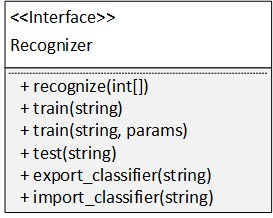 <<Interface>>
Recognizer
+ recognize(int[])
+ train(string)
+ train(string, params)
+ test(string)
+ export_classifier(string)
+ import_classifier(string)